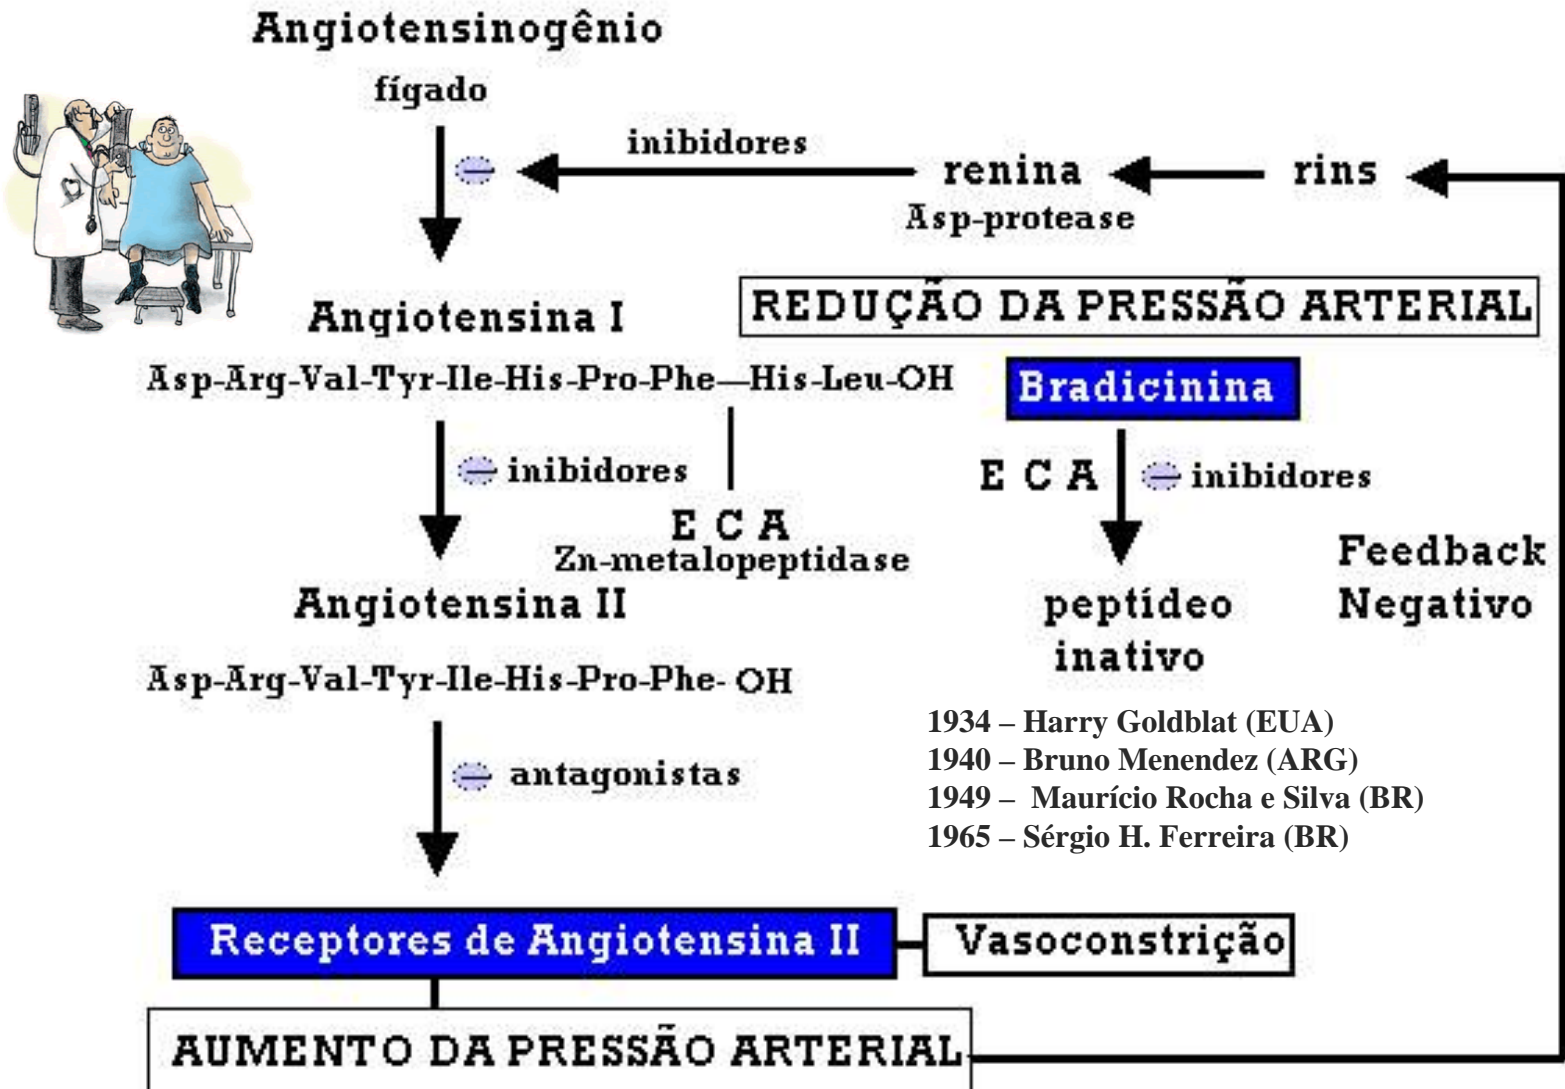 Angiotensinogênio
fígado
inibidores
renina
rins
Asp-protease
REDUÇÃO DA PRESSÃO ARTERIAL
Angiotensina I
Asp-Arg-Val-Tyr-Ile-His-Pro-Phe—His-Leu-OH
Bradicinina
inibidores
E C A
inibidores
E C A
Zn-metalopeptidase
Feedback
Negativo
Angiotensina II
peptídeo
inativo
Asp-Arg-Val-Tyr-Ile-His-Pro-Phe- OH
1934 – Harry Goldblat (EUA)
1940 – Bruno Menendez (ARG)
1949 – Maurício Rocha e Silva (BR)
1965 – Sérgio H. Ferreira (BR)
antagonistas
Receptores de Angiotensina II
Vasoconstrição
AUMENTO DA PRESSÃO ARTERIAL